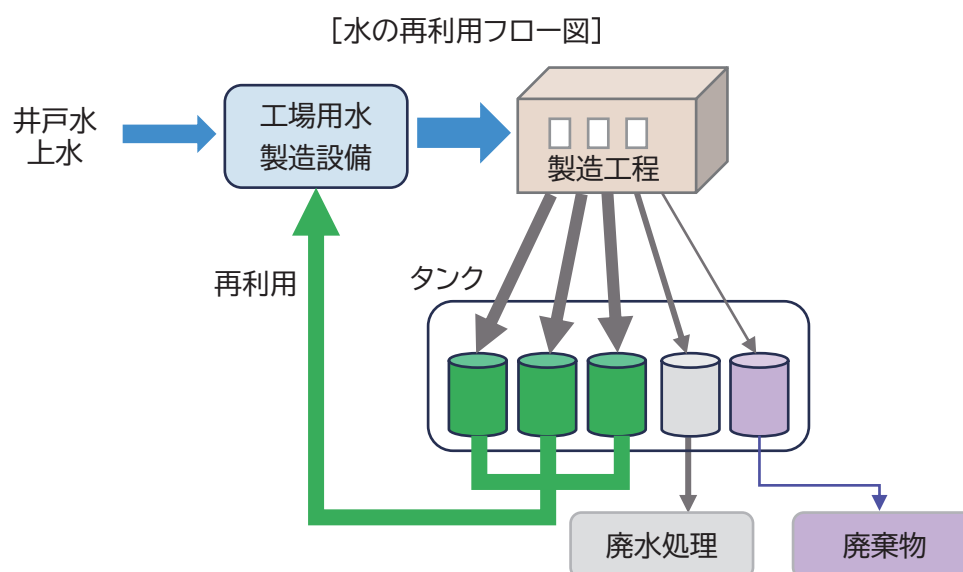 [水の再利用フロー図]
井戸水
上水
工場用水
製造設備
製造工程
再利用
タンク
廃水処理
廃棄物